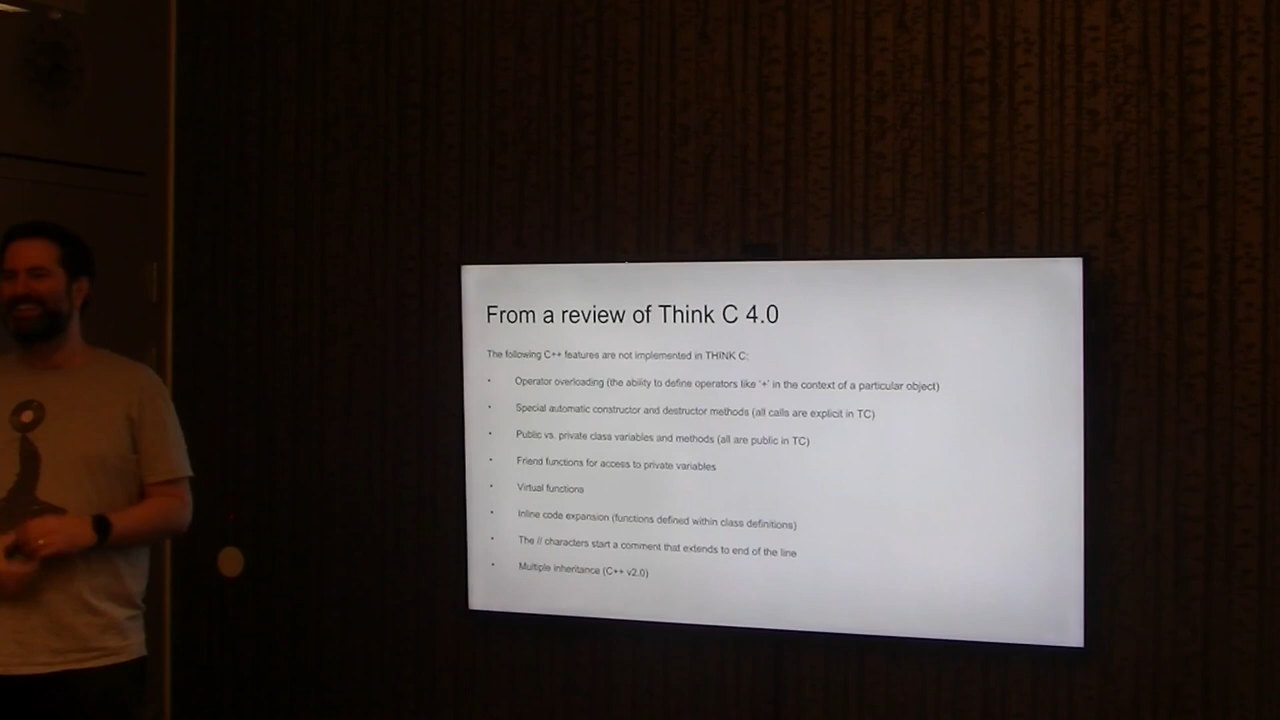 From a review of Think C 4.0
The following C++ features are not implemented in THINK C:
• Operator overloading (the ability to define operators like '+' in the context of a particular object)
• Special automatic constructor and destructor methods (all calls are explicit in TC)
• Public vs. private class variables and methods (all are public in TC)
• Friend functions for access to private variables
• Virtual functions
• Inline code expansion (functions defined within class definitions)
• The // characters start a comment that extends to end of the line
• Multiple inheritance (C++ v2.0)